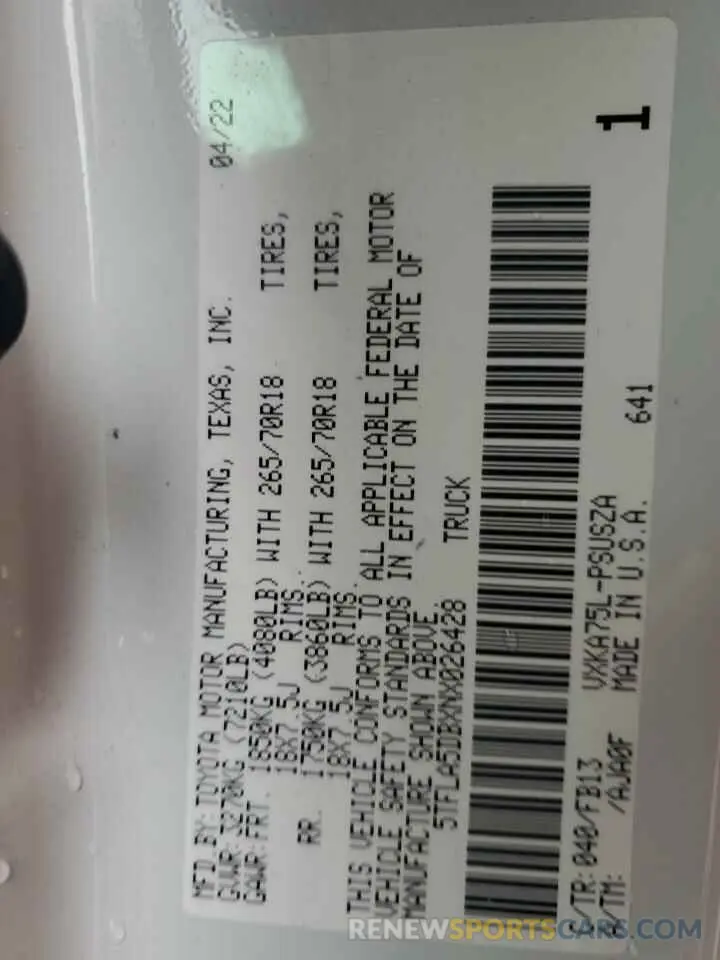 MFD BY: TOYOTA MOTOR MANUFACTURING, TEXAS, INC. 04/22
GVWR: 3270KG (7210LB)
GAWR: FRT. 1850KG (4080LB) WITH 265/70R18 TIRES,
18X7.5J RIMS
RR. 1750KG (3860LB) WITH 265/70R18 TIRES,
18X7.5J RIMS.
THIS VEHICLE CONFORMS TO ALL APPLICABLE FEDERAL MOTOR
VEHICLE SAFETY STANDARDS IN EFFECT ON THE DATE OF
MANUFACTURE SHOWN ABOVE
5TFLA5DBXNX026428 TRUCK
1
C/TR: 040/FB13 VXKA75L-PSUSZA
A/TM: /AJA0F MADE IN U.S.A. 641
RENEWSPORTSCARS.COM